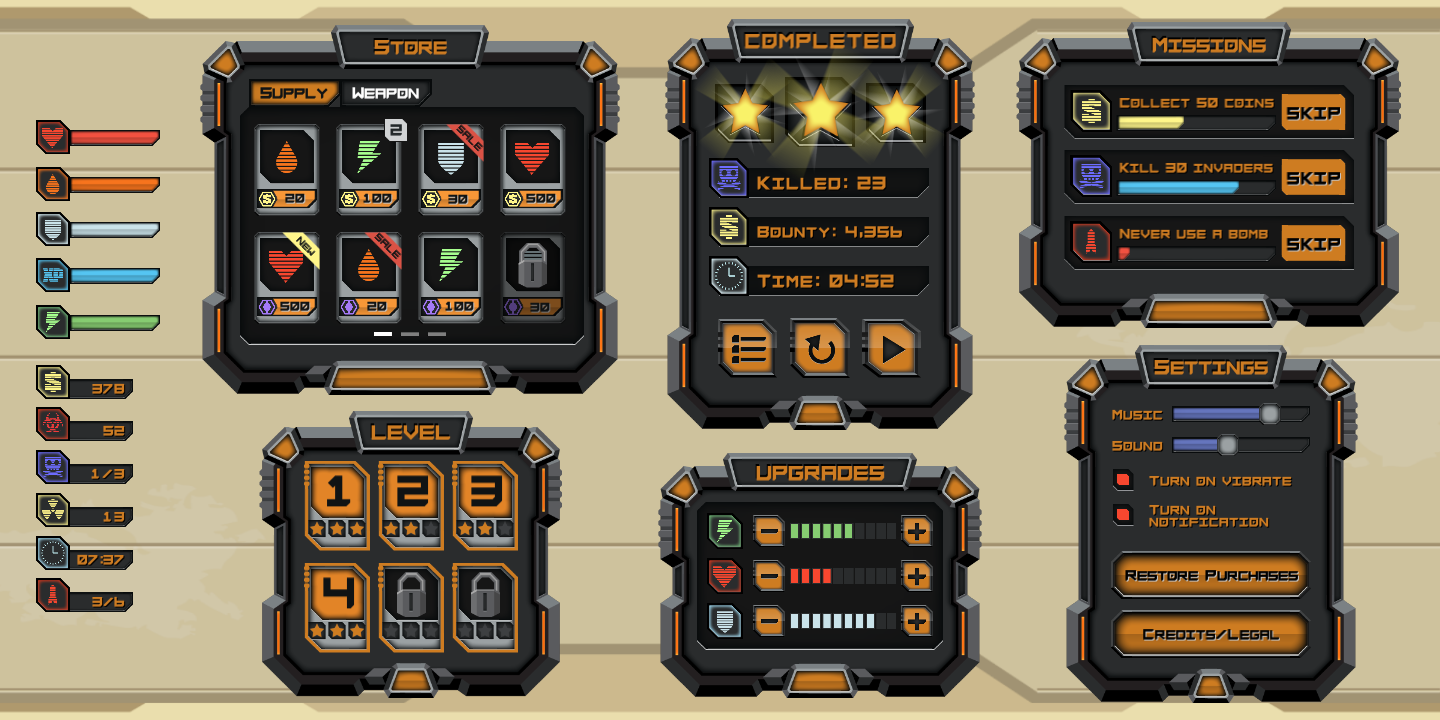 STORE
SUPPLY WEAPON
2
SALE
$ 20
$ 100
$ 30
$ 500
NEW
SALE
500
20
100
30
COMPLETED
KILLED: 23
$
BOUNTY: 4,356
TIME: 04:52
MISSIONS
$
COLLECT 50 COINS
SKIP
KILL 30 INVADERS
SKIP
NEVER USE A BOMB
SKIP
$
378
52
1/3
13
07:37
3/6
LEVEL
1 2 3
4
UPGRADES
SETTINGS
MUSIC
SOUND
TURN ON VIBRATE
TURN ON
NOTIFICATION
RESTORE PURCHASES
CREDITS/LEGAL